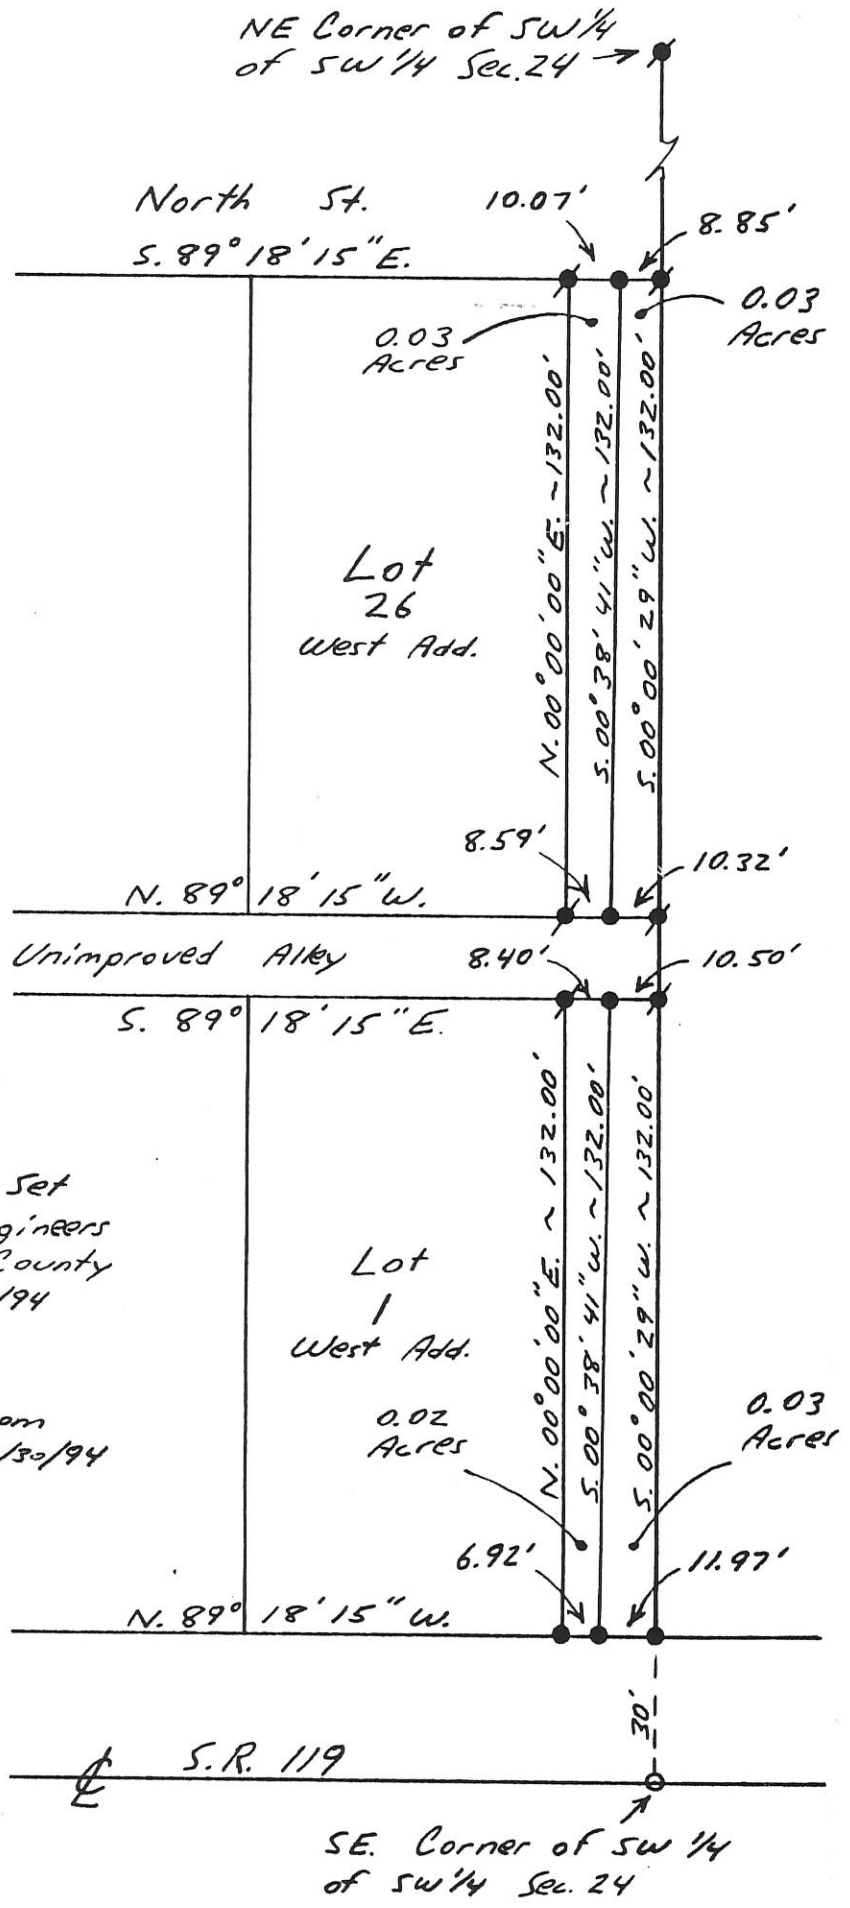 NE Corner of SW 1/4
of SW 1/4 Sec. 24
North St.
S. 89° 18' 15" E.
10.07'
8.85'
0.03
Acres
0.03
Acres
N. 00° 00' 00" E. ~ 132.00'
S. 00° 38' 41" W. ~ 132.00'
S. 00° 00' 29" W. ~ 132.00'
Lot
26
West Add.
8.59'
10.32'
N. 89° 18' 15" W.
Unimproved Alley
8.40'
10.50'
S. 89° 18' 15" E.
N. 00° 00' 00" E. ~ 132.00'
S. 00° 38' 41" W. ~ 132.00'
S. 00° 00' 29" W. ~ 132.00'
Set
gineers
County
/94
Lot
1
West Add.
om
/30/94
0.02
Acres
0.03
Acres
6.92'
11.97'
N. 89° 18' 15" W.
30'
℄ S.R. 119
SE. Corner of SW 1/4
of SW 1/4 Sec. 24